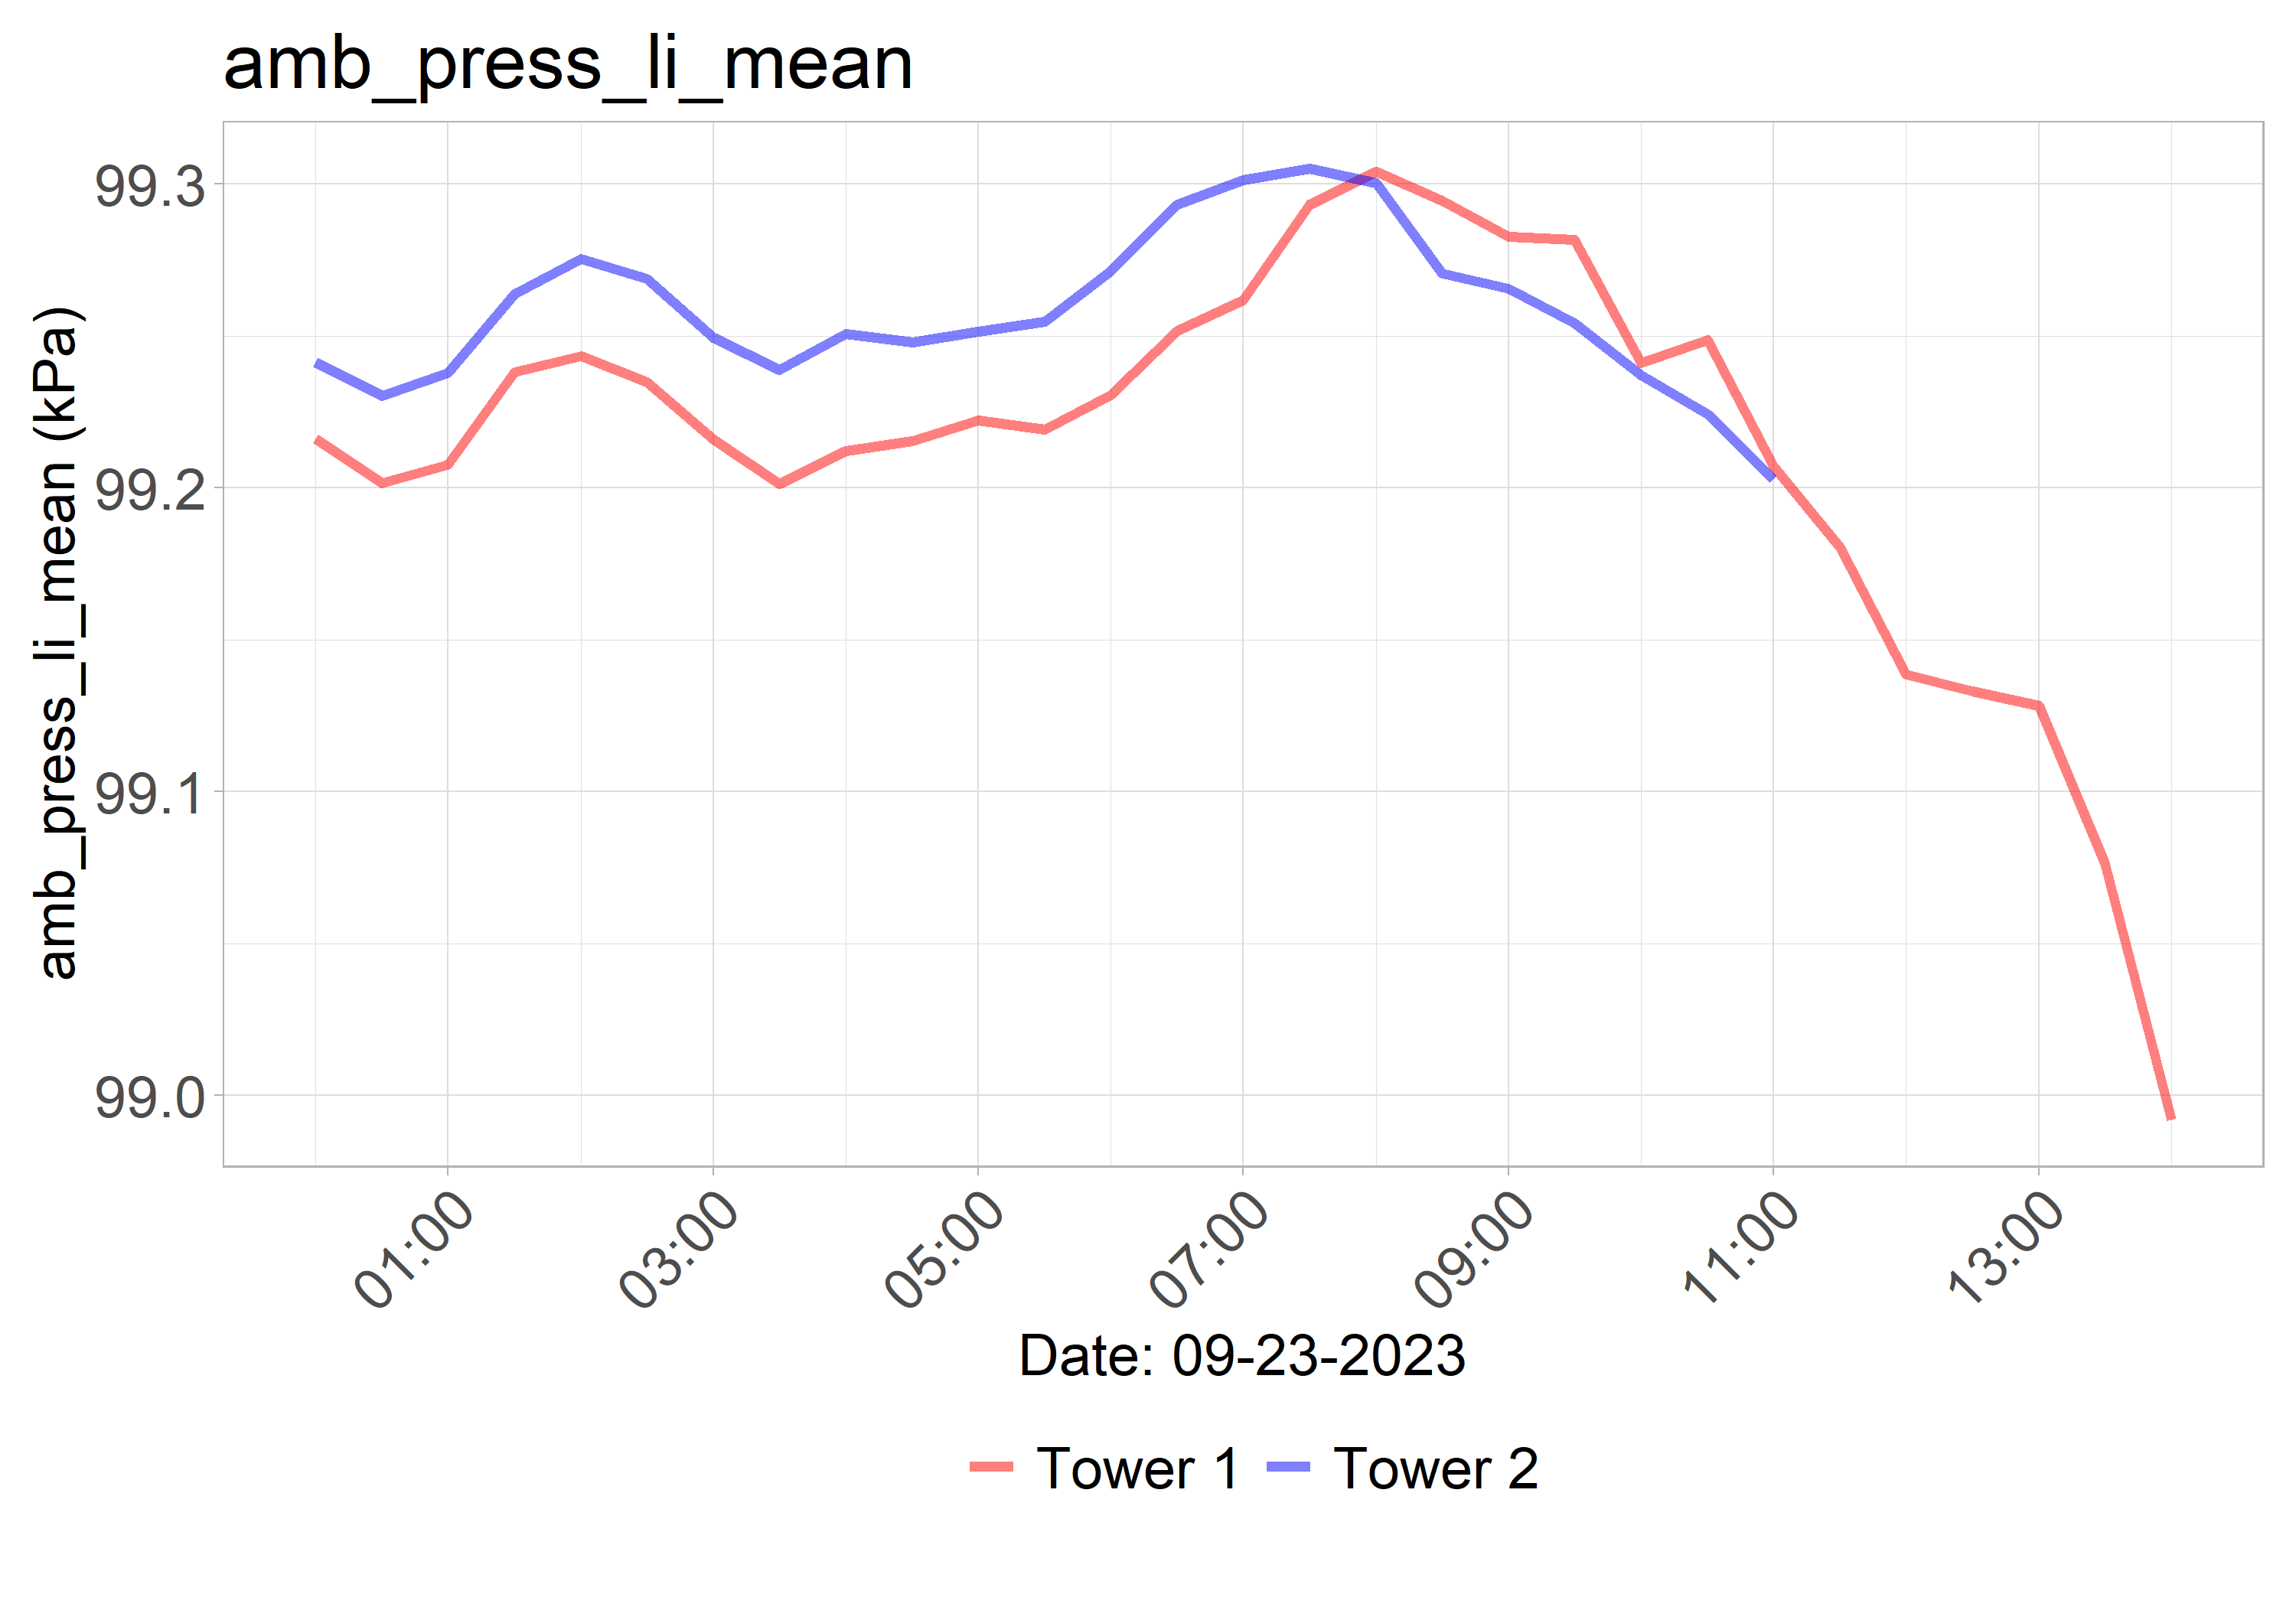 amb_press_li_mean
amb_press_li_mean (kPa)
99.3
99.2
99.1
99.0
01:00
03:00
05:00
07:00
09:00
11:00
13:00
Date: 09-23-2023
Tower 1
Tower 2